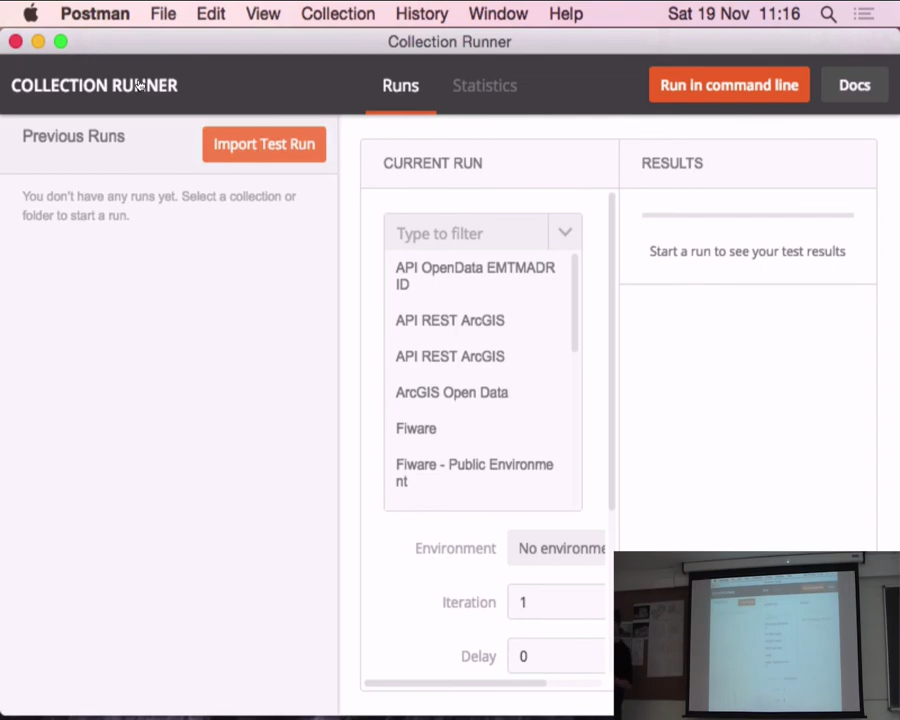 Postman File Edit View Collection History Window Help Sat 19 Nov 11:16
Collection Runner
COLLECTION RUNNER Runs Statistics Run in command line Docs
Previous Runs Import Test Run
You don't have any runs yet. Select a collection or
folder to start a run.
CURRENT RUN
Type to filter
API OpenData EMTMADR
ID
API REST ArcGIS
API REST ArcGIS
ArcGIS Open Data
Fiware
Fiware - Public Environme
nt
Environment No environme
Iteration 1
Delay 0
RESULTS
Start a run to see your test results